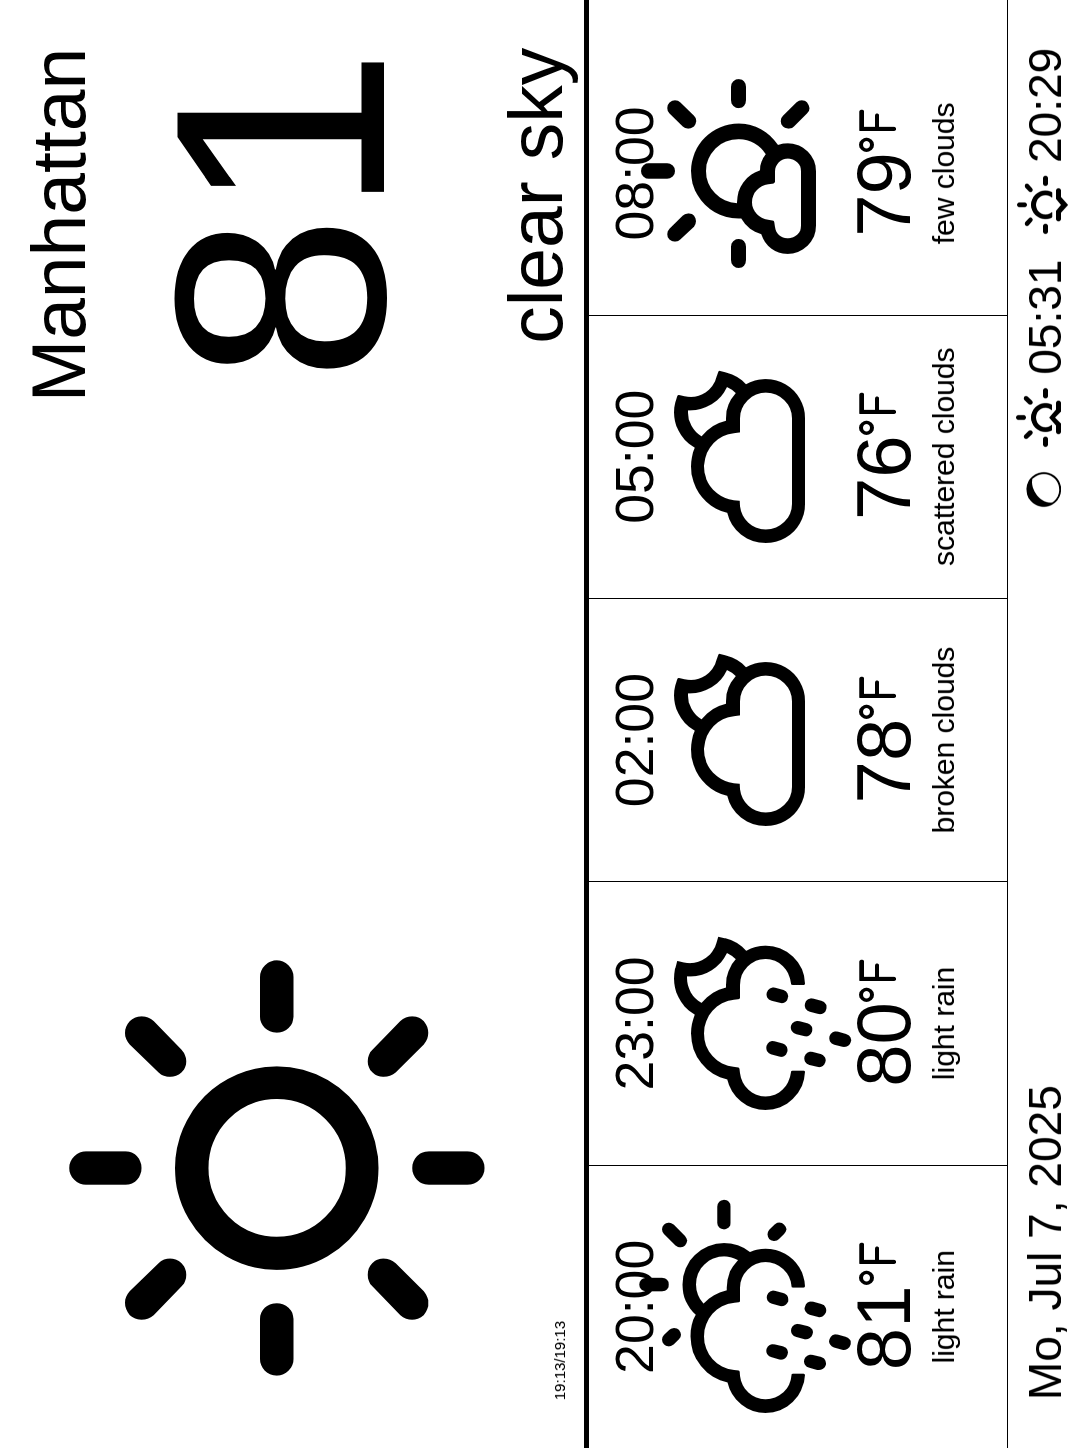 Manhattan
81
clear sky
19:13/19:13
20:00
81°F
light rain
23:00
80°F
light rain
02:00
78°F
broken clouds
05:00
76°F
scattered clouds
08:00
79°F
few clouds
Mo, Jul 7, 2025
05:31
20:29